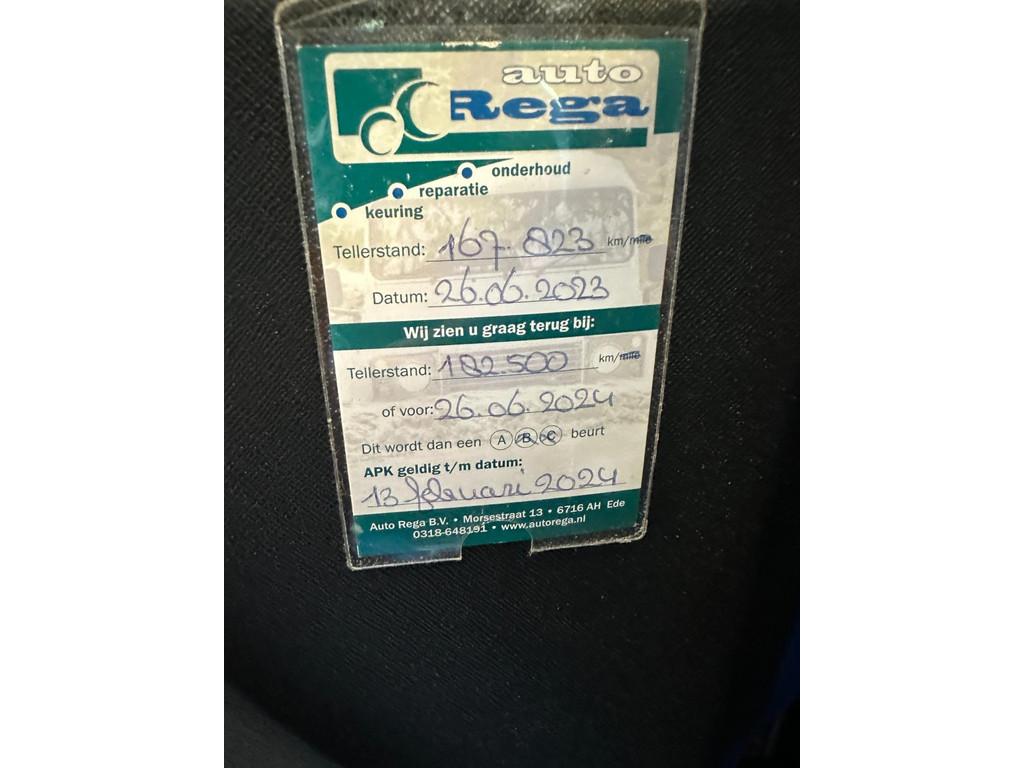 auto
Rega
onderhoud
reparatie
keuring
Tellerstand: 167.823 km/mile
Datum: 26.06.2023
Wij zien u graag terug bij:
Tellerstand: 182.500 km/mile
of voor: 26.06.2024
Dit wordt dan een A B C beurt
APK geldig t/m datum:
13 februari 2024
Auto Rega B.V. • Morsestraat 13 • 6716 AH Ede
0318-648191 • www.autorega.nl